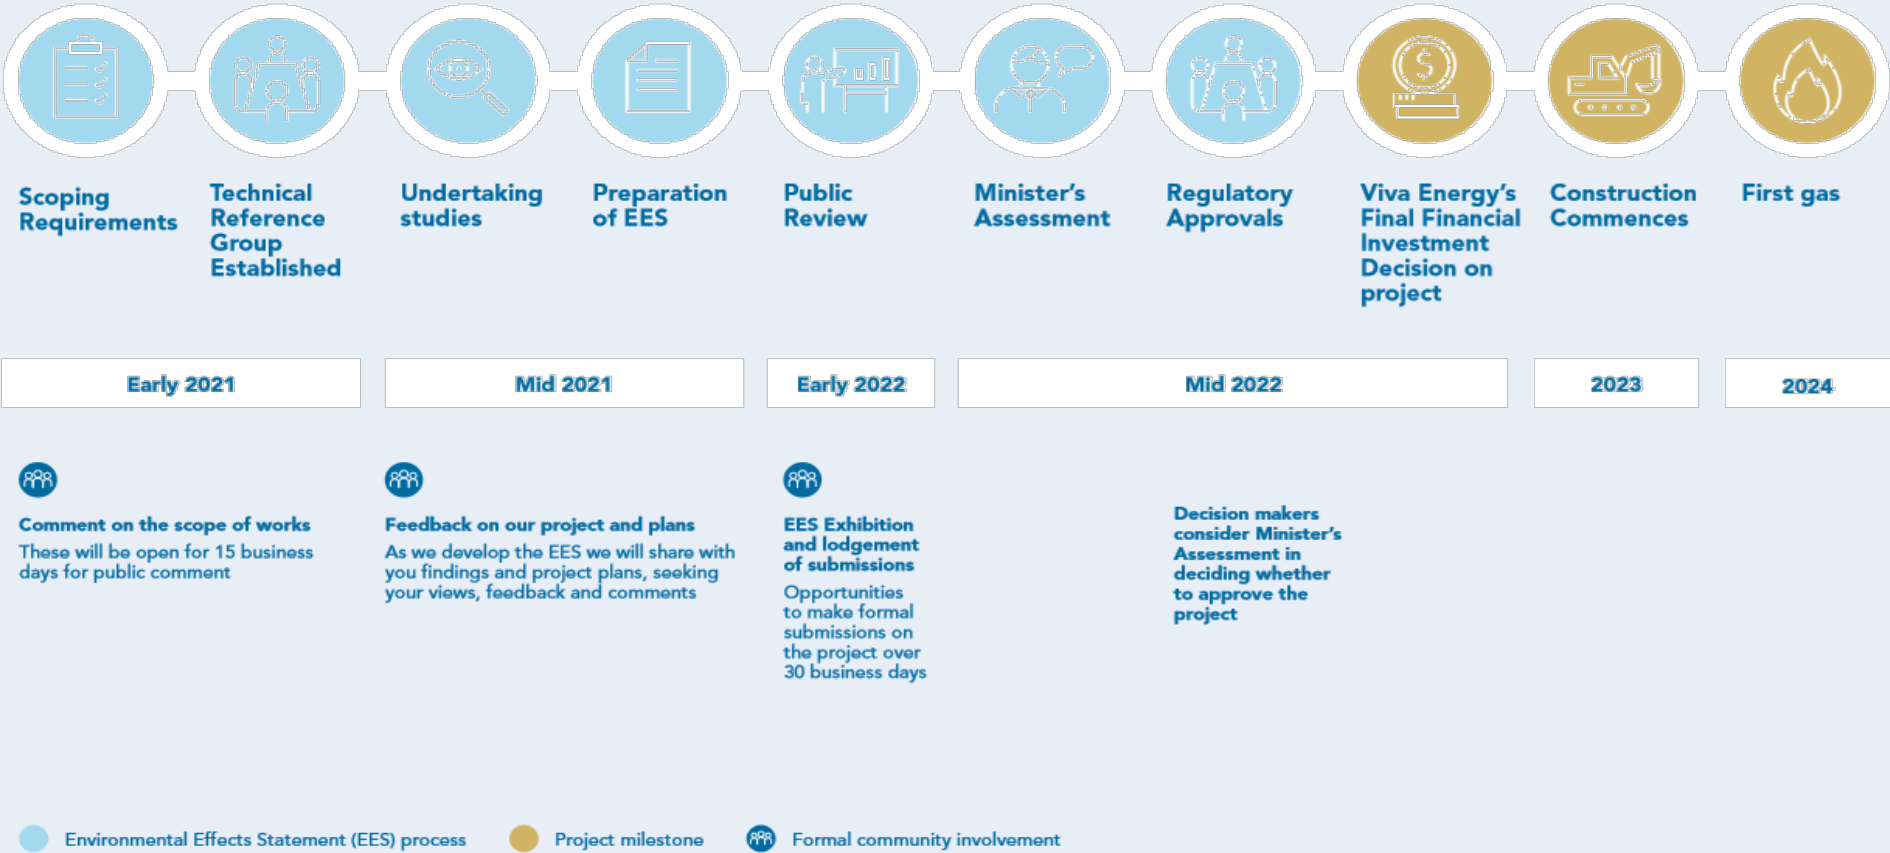 Scoping
Requirements
Technical
Reference
Group
Established
Undertaking
studies
Preparation
of EES
Public
Review
Minister's
Assessment
Regulatory
Approvals
Viva Energy's
Final Financial
Investment
Decision on
project
Construction
Commences
First gas
Early 2021
Mid 2021
Early 2022
Mid 2022
2023
2024
Comment on the scope of works
These will be open for 15 business
days for public comment
Feedback on our project and plans
As we develop the EES we will share with
you findings and project plans, seeking
your views, feedback and comments
EES Exhibition
and lodgement
of submissions
Opportunities
to make formal
submissions on
the project over
30 business days
Decision makers
consider Minister's
Assessment in
deciding whether
to approve the
project
Environmental Effects Statement (EES) process
Project milestone
Formal community involvement